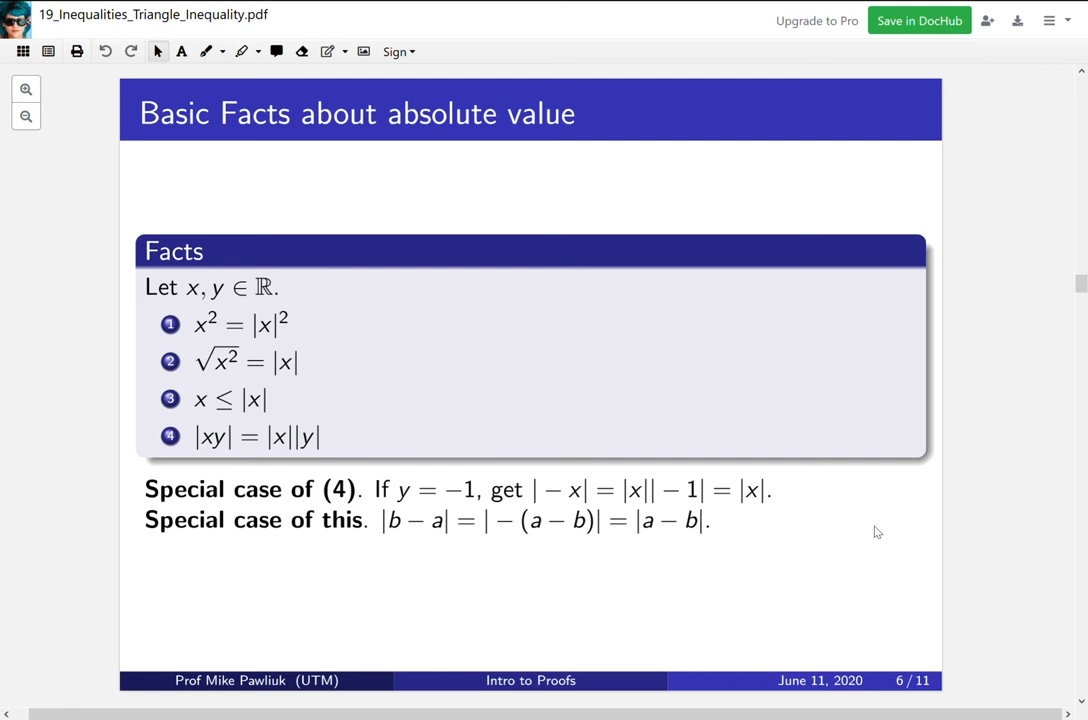 19_Inequalities_Triangle_Inequality.pdf
Upgrade to Pro
Save in DocHub
A
Sign
Basic Facts about absolute value
Facts
Let x, y ∈ ℝ.
1 x² = |x|²
2 √x² = |x|
3 x ≤ |x|
4 |xy| = |x||y|
Special case of (4). If y = −1, get | − x| = |x|| − 1| = |x|.
Special case of this. |b − a| = | − (a − b)| = |a − b|.
Prof Mike Pawliuk (UTM) Intro to Proofs June 11, 2020 6 / 11